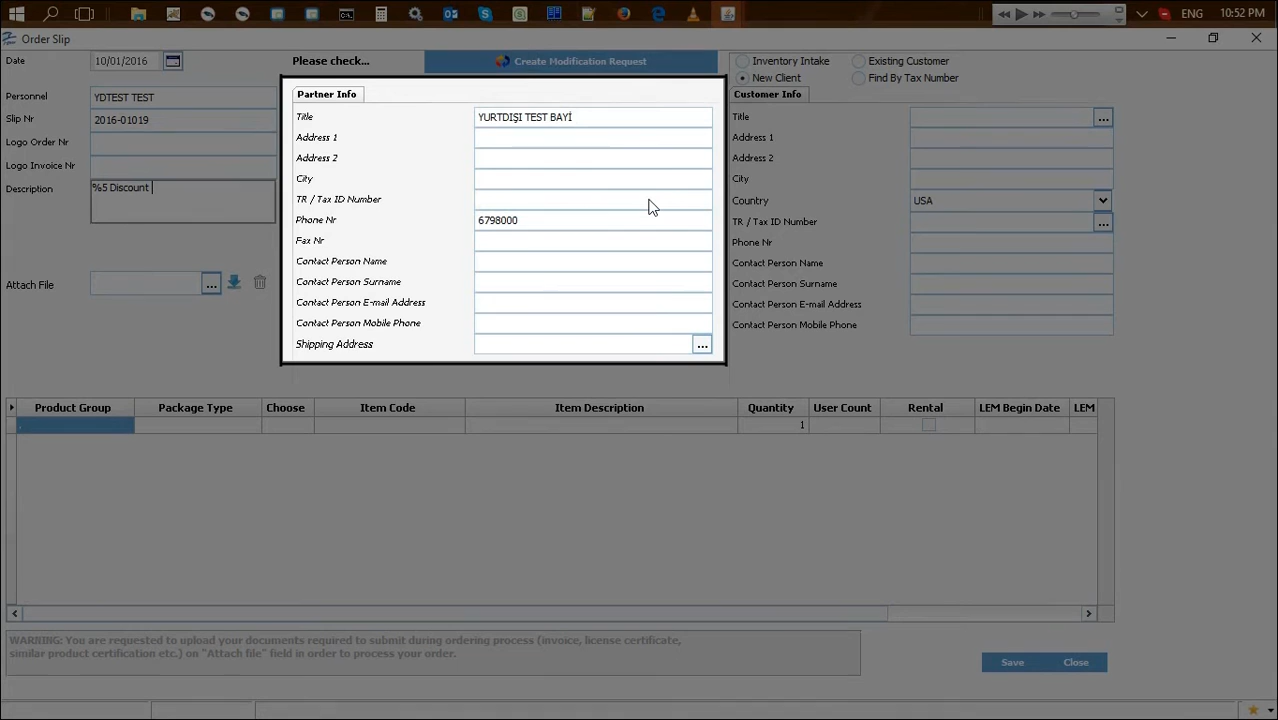 ENG 10:52 PM
Order Slip
Date 10/01/2016
Personnel YDTEST TEST
Slip Nr 2016-01019
Logo Order Nr
Logo Invoice Nr
Description %5 Discount
Attach File ...
Please check... Create Modification Request
Partner Info
Title YURTDIŞI TEST BAYİ
Address 1
Address 2
City
TR / Tax ID Number
Phone Nr 6798000
Fax Nr
Contact Person Name
Contact Person Surname
Contact Person E-mail Address
Contact Person Mobile Phone
Shipping Address ...
Inventory Intake Existing Customer
New Client Find By Tax Number
Customer Info
Title ...
Address 1
Address 2
City
Country USA
TR / Tax ID Number ...
Phone Nr
Contact Person Name
Contact Person Surname
Contact Person E-mail Address
Contact Person Mobile Phone
Product Group Package Type Choose Item Code Item Description Quantity User Count Rental LEM Begin Date LEM
. 1
WARNING: You are requested to upload your documents required to submit during ordering process (invoice, license certificate,
similar product certification etc.) on "Attach file" field in order to process your order.
Save Close